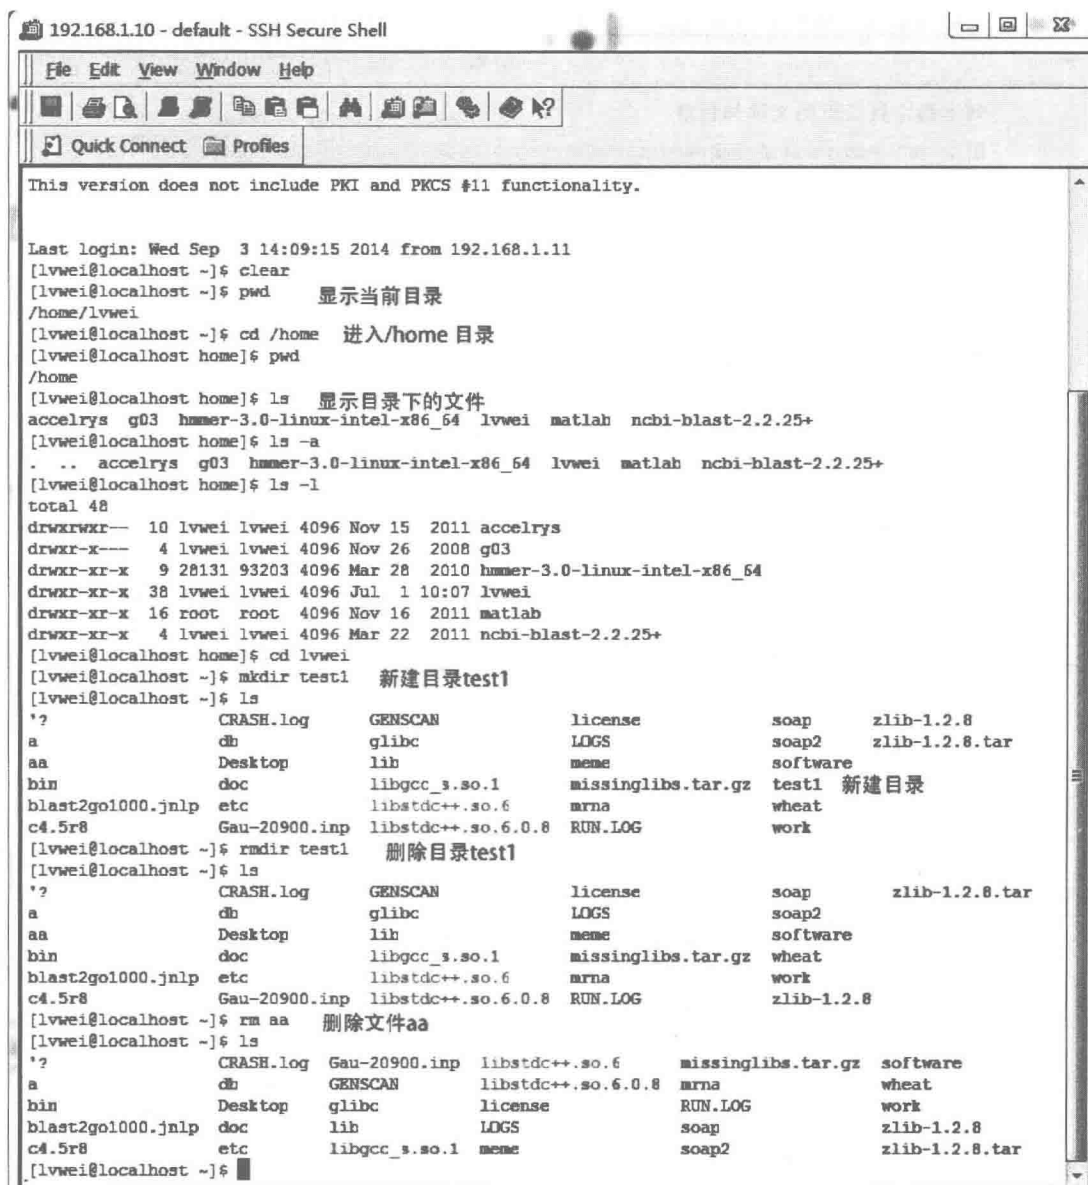 192.168.1.10 - default - SSH Secure Shell
File Edit View Window Help
Quick Connect Profiles
This version does not include PKI and PKCS #11 functionality.
Last login: Wed Sep 3 14:09:15 2014 from 192.168.1.11
[lvwei@localhost ~]$ clear
[lvwei@localhost ~]$ pwd 显示当前目录
/home/lvwei
[lvwei@localhost ~]$ cd /home 进入/home 目录
[lvwei@localhost home]$ pwd
/home
[lvwei@localhost home]$ ls 显示目录下的文件
accelrys g03 hmmer-3.0-linux-intel-x86_64 lvwei matlab ncbi-blast-2.2.25+
[lvwei@localhost home]$ ls -a
. .. accelrys g03 hmmer-3.0-linux-intel-x86_64 lvwei matlab ncbi-blast-2.2.25+
[lvwei@localhost home]$ ls -l
total 48
drwxrwxr-- 10 lvwei lvwei 4096 Nov 15 2011 accelrys
drwxr-x--- 4 lvwei lvwei 4096 Nov 26 2008 g03
drwxr-xr-x 9 28131 93203 4096 Mar 28 2010 hmmer-3.0-linux-intel-x86_64
drwxr-xr-x 38 lvwei lvwei 4096 Jul 1 10:07 lvwei
drwxr-xr-x 16 root root 4096 Nov 16 2011 matlab
drwxr-xr-x 4 lvwei lvwei 4096 Mar 22 2011 ncbi-blast-2.2.25+
[lvwei@localhost home]$ cd lvwei
[lvwei@localhost ~]$ mkdir test1 新建目录test1
[lvwei@localhost ~]$ ls
'? CRASH.log GENSCAN license soap zlib-1.2.8
a db glibc LOGS soap2 zlib-1.2.8.tar
aa Desktop lib meme software
bin doc libgcc_s.so.1 missinglibs.tar.gz test1 新建目录
blast2go1000.jnlp etc libstdc++.so.6 mrna wheat
c4.5r8 Gau-20900.inp libstdc++.so.6.0.8 RUN.LOG work
[lvwei@localhost ~]$ rmdir test1 删除目录test1
[lvwei@localhost ~]$ ls
'? CRASH.log GENSCAN license soap zlib-1.2.8.tar
a db glibc LOGS soap2
aa Desktop lib meme software
bin doc libgcc_s.so.1 missinglibs.tar.gz wheat
blast2go1000.jnlp etc libstdc++.so.6 mrna work
c4.5r8 Gau-20900.inp libstdc++.so.6.0.8 RUN.LOG zlib-1.2.8
[lvwei@localhost ~]$ rm aa 删除文件aa
[lvwei@localhost ~]$ ls
'? CRASH.log Gau-20900.inp libstdc++.so.6 missinglibs.tar.gz software
a db GENSCAN libstdc++.so.6.0.8 mrna wheat
bin Desktop glibc license RUN.LOG work
blast2go1000.jnlp doc lib LOGS soap zlib-1.2.8
c4.5r8 etc libgcc_s.so.1 meme soap2 zlib-1.2.8.tar
[lvwei@localhost ~]$